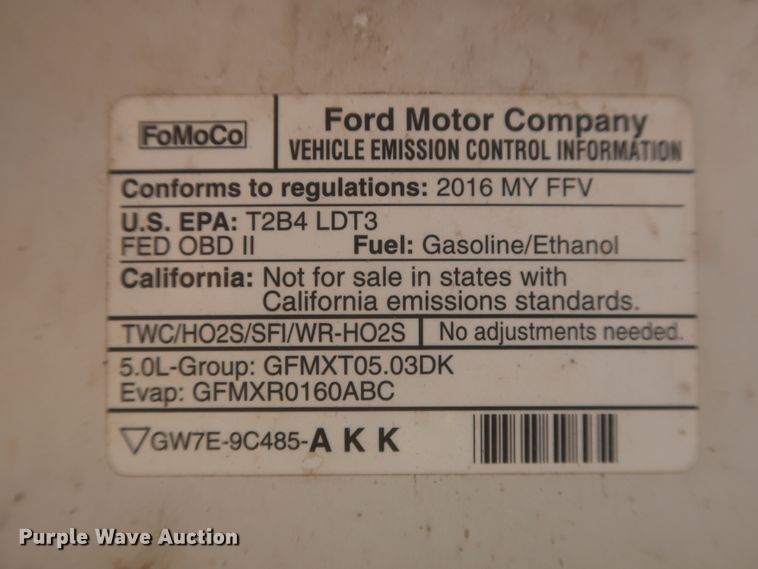 FoMoCo
Ford Motor Company
VEHICLE EMISSION CONTROL INFORMATION
Conforms to regulations: 2016 MY FFV
U.S. EPA: T2B4 LDT3
FED OBD II Fuel: Gasoline/Ethanol
California: Not for sale in states with
California emissions standards.
TWC/HO2S/SFI/WR-HO2S No adjustments needed.
5.0L-Group: GFMXT05.03DK
Evap: GFMXR0160ABC
GW7E-9C485-A K K
Purple Wave Auction